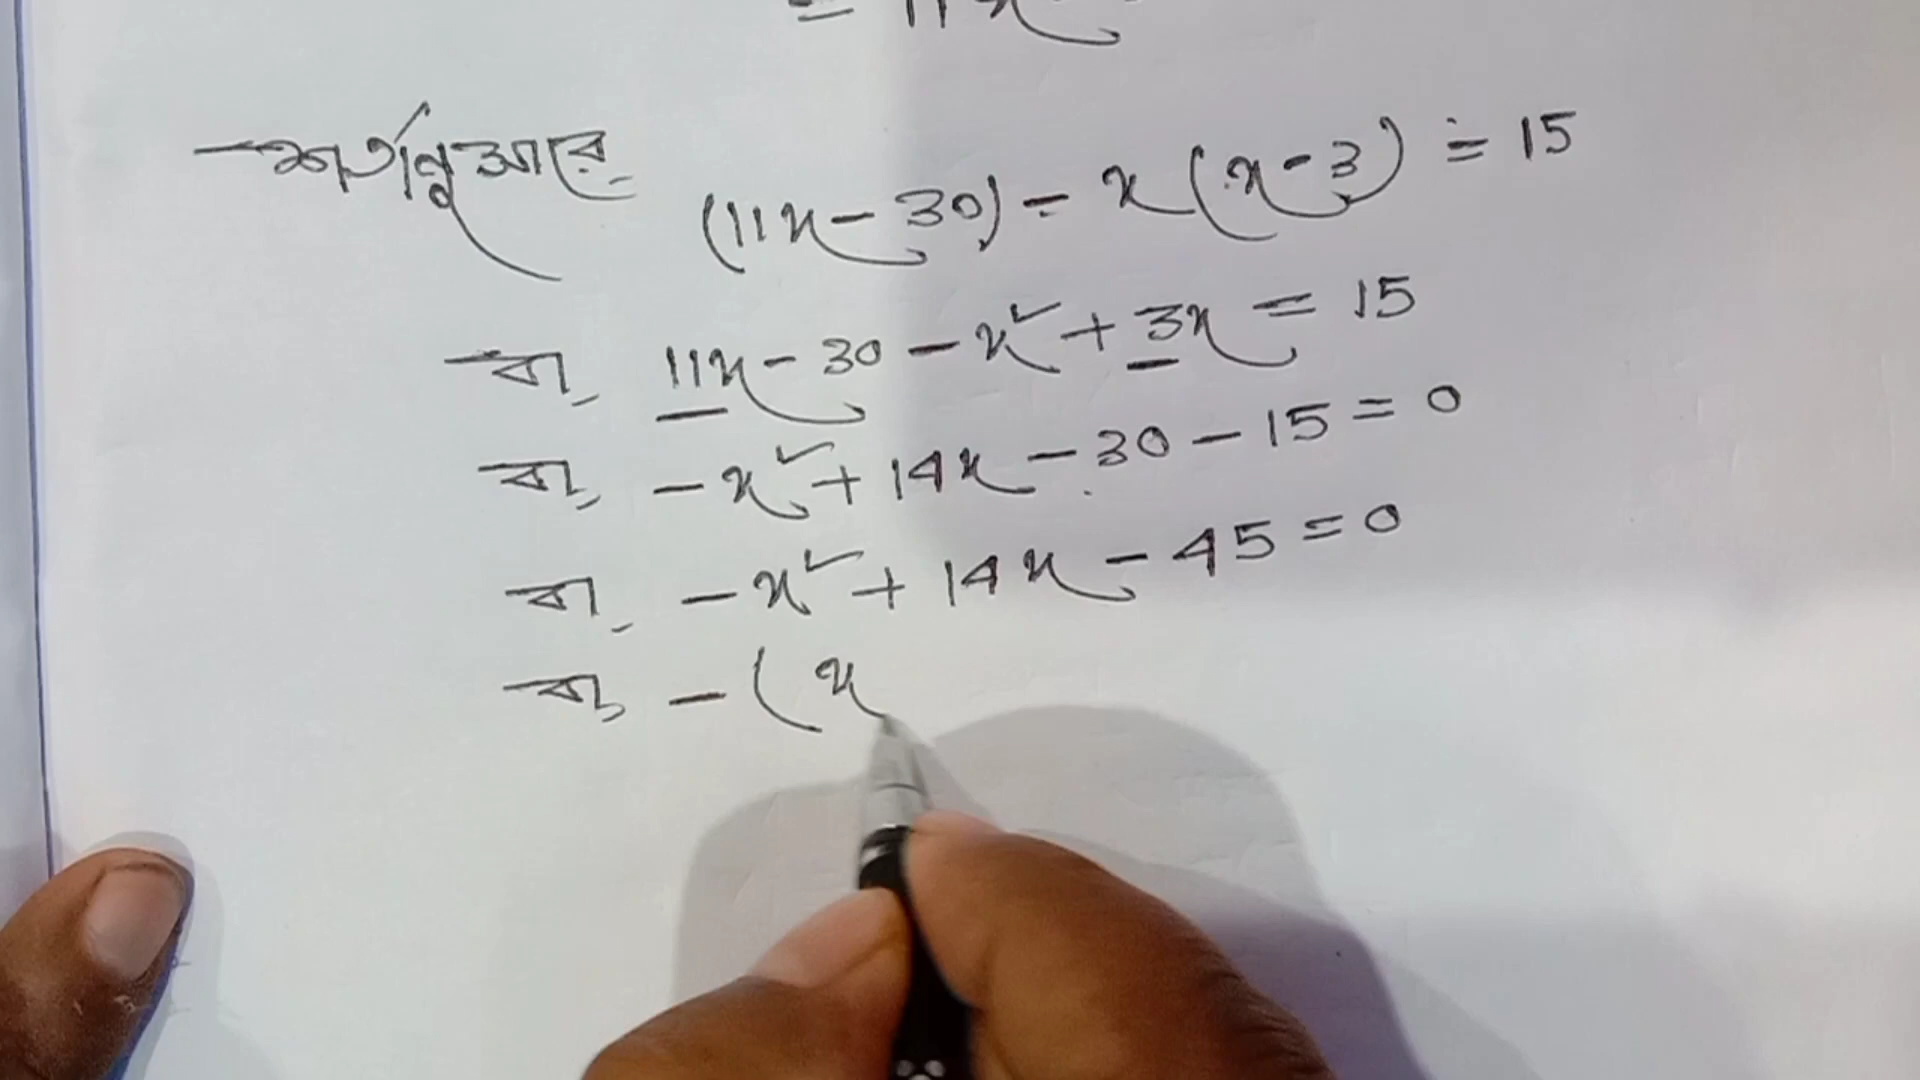 = 11x
শর্তানুসারে, (11x - 30) - x(x - 3) = 15
বা, 11x - 30 - x² + 3x = 15
বা, - x² + 14x - 30 - 15 = 0
বা, - x² + 14x - 45 = 0
বা, - ( x